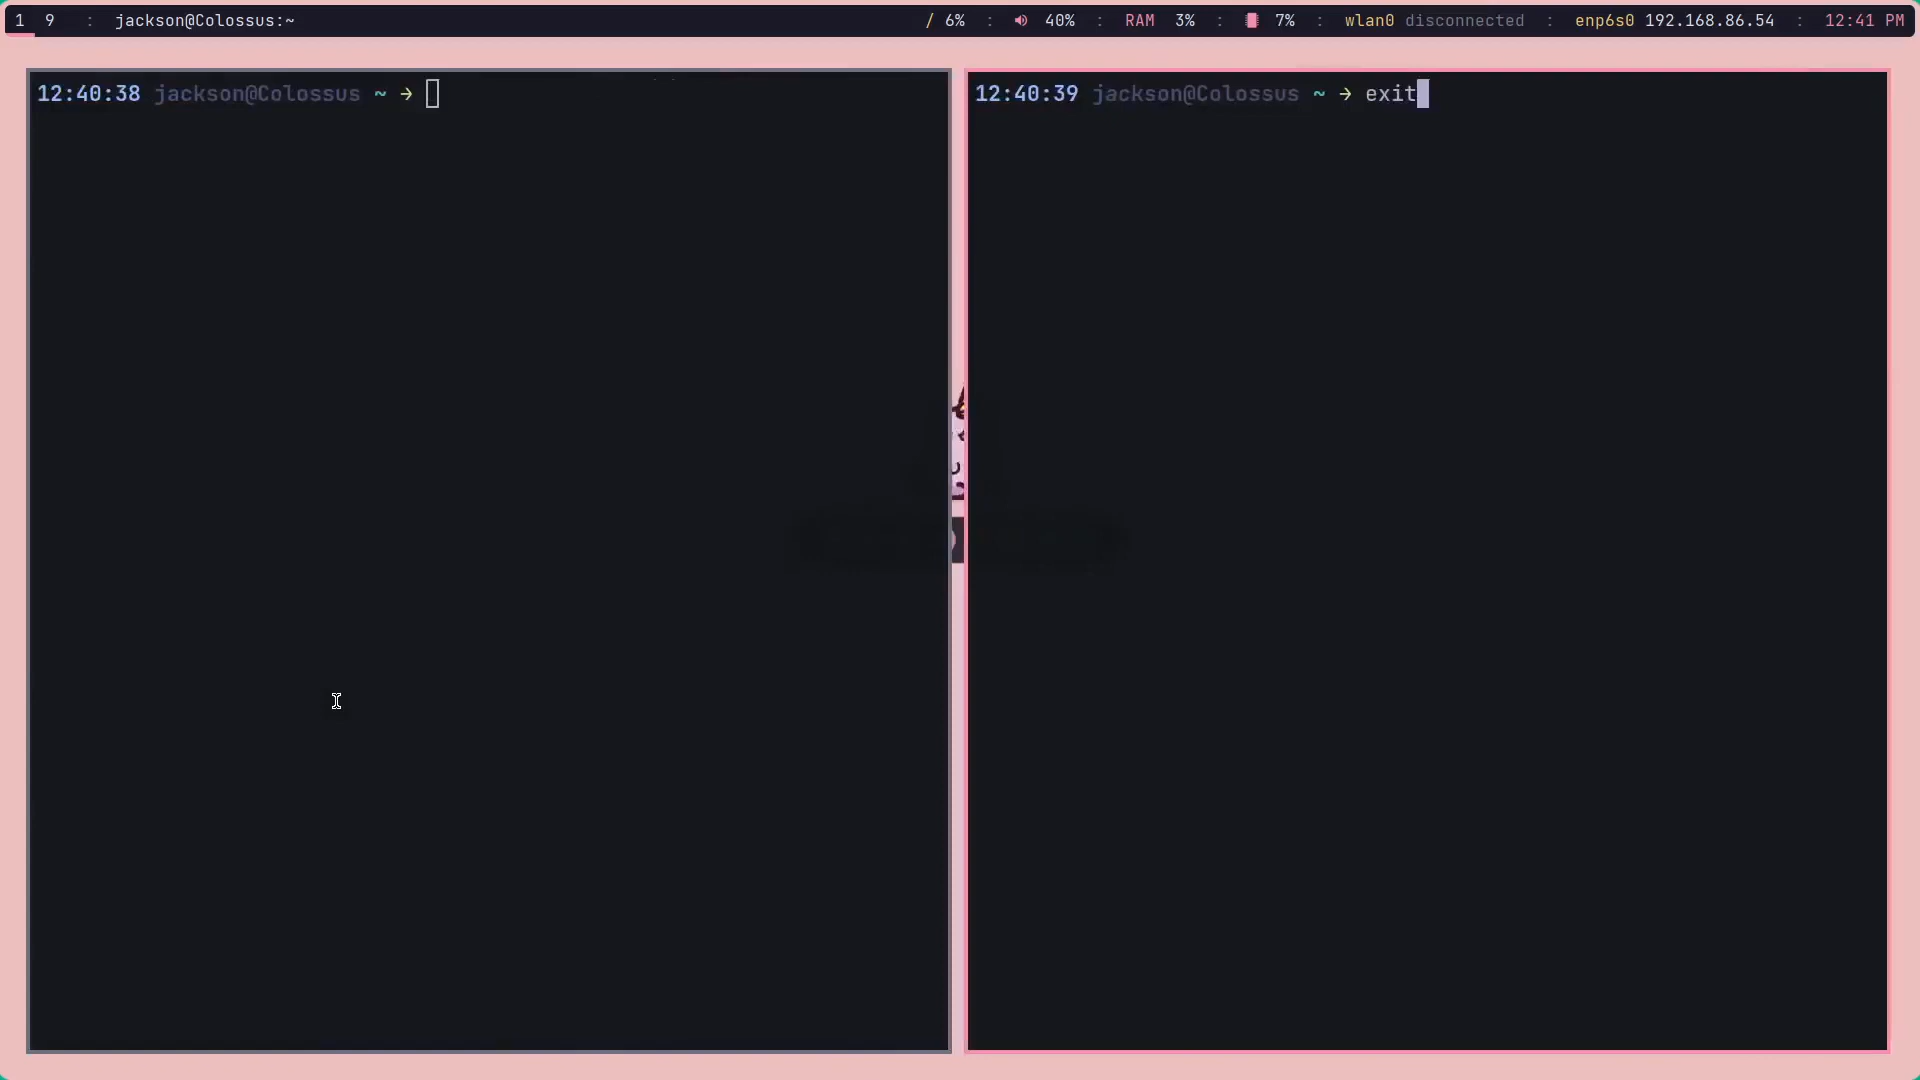 1 9 : jackson@Colossus:~ / 6% : 40% : RAM 3% : 7% : wlan0 disconnected : enp6s0 192.168.86.54 : 12:41 PM
12:40:38 jackson@Colossus ~ →
12:40:39 jackson@Colossus ~ → exit